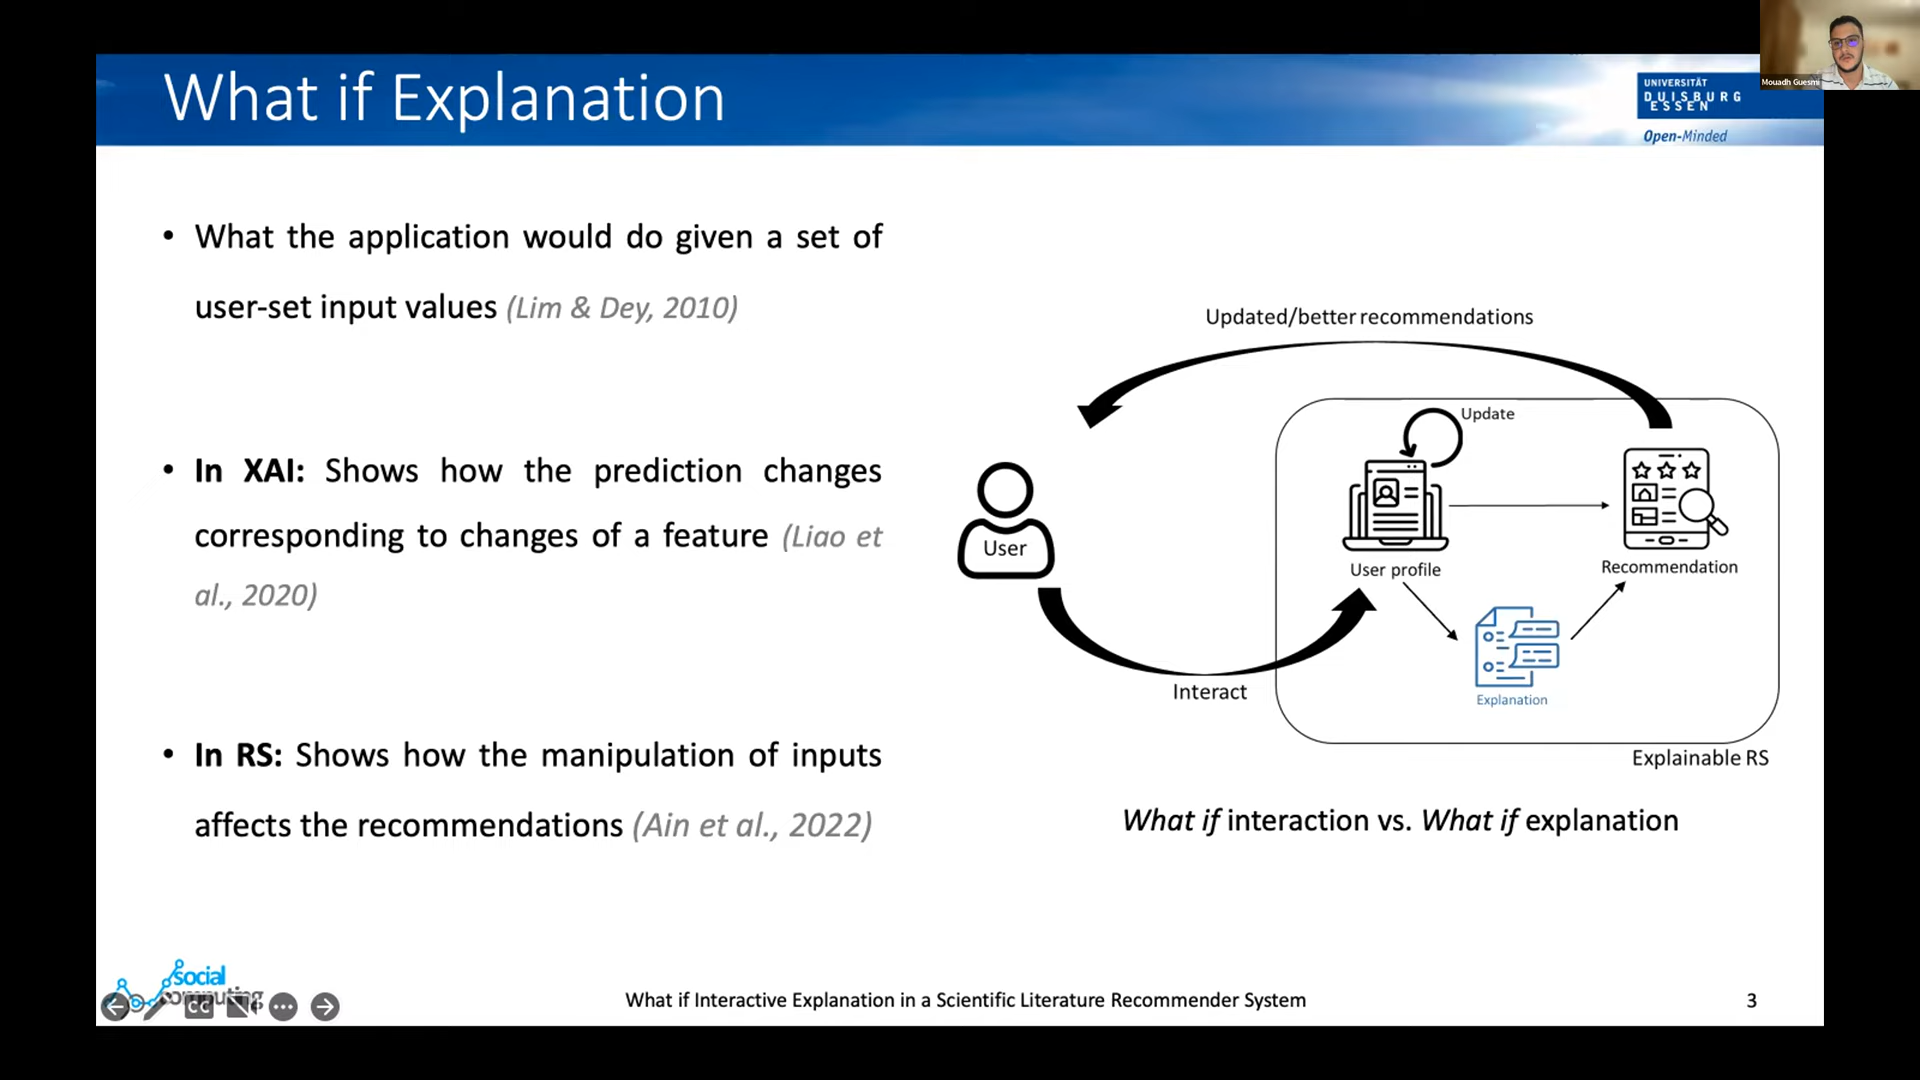 What if Explanation
UNIVERSITÄT
DUISBURG
ESSEN
Open-Minded
Mouadh Guesmi
• What the application would do given a set of
user-set input values (Lim & Dey, 2010)
• In XAI: Shows how the prediction changes
corresponding to changes of a feature (Liao et
al., 2020)
• In RS: Shows how the manipulation of inputs
affects the recommendations (Ain et al., 2022)
Updated/better recommendations
Update
User
User profile
Recommendation
Explanation
Interact
Explainable RS
What if interaction vs. What if explanation
social
computing
CC
What if Interactive Explanation in a Scientific Literature Recommender System
3